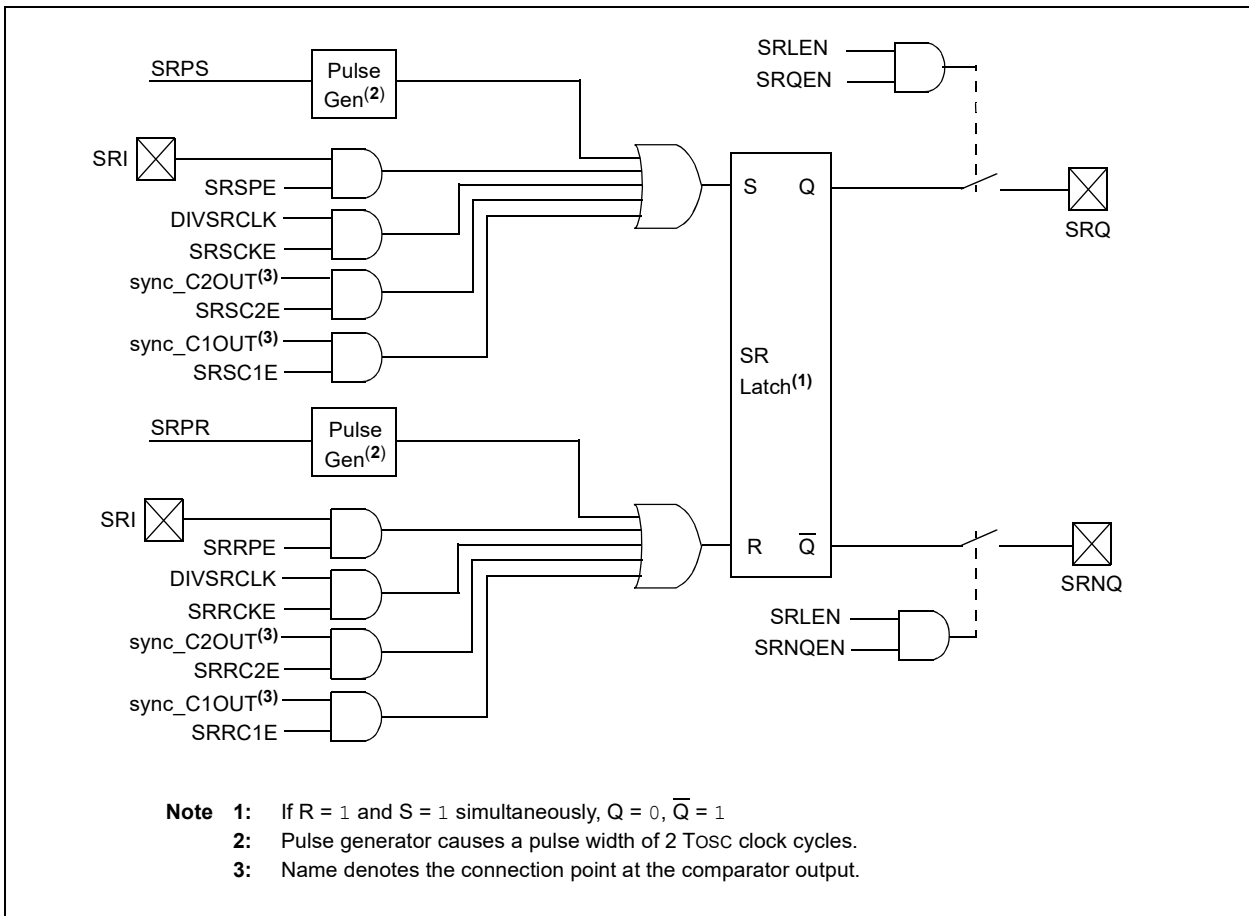 SRPS
Pulse
Gen(2)
SRI
SRSPE
DIVSRCLK
SRSCKE
sync_C2OUT(3)
SRSC2E
sync_C1OUT(3)
SRSC1E
SRPR
Pulse
Gen(2)
SRI
SRRPE
DIVSRCLK
SRRCKE
sync_C2OUT(3)
SRRC2E
sync_C1OUT(3)
SRRC1E
S Q
SR
Latch(1)
R Q̅
SRLEN
SRQEN
SRQ
SRNQ
SRLEN
SRNQEN
Note 1: If R = 1 and S = 1 simultaneously, Q = 0, Q̅ = 1
2: Pulse generator causes a pulse width of 2 TOSC clock cycles.
3: Name denotes the connection point at the comparator output.